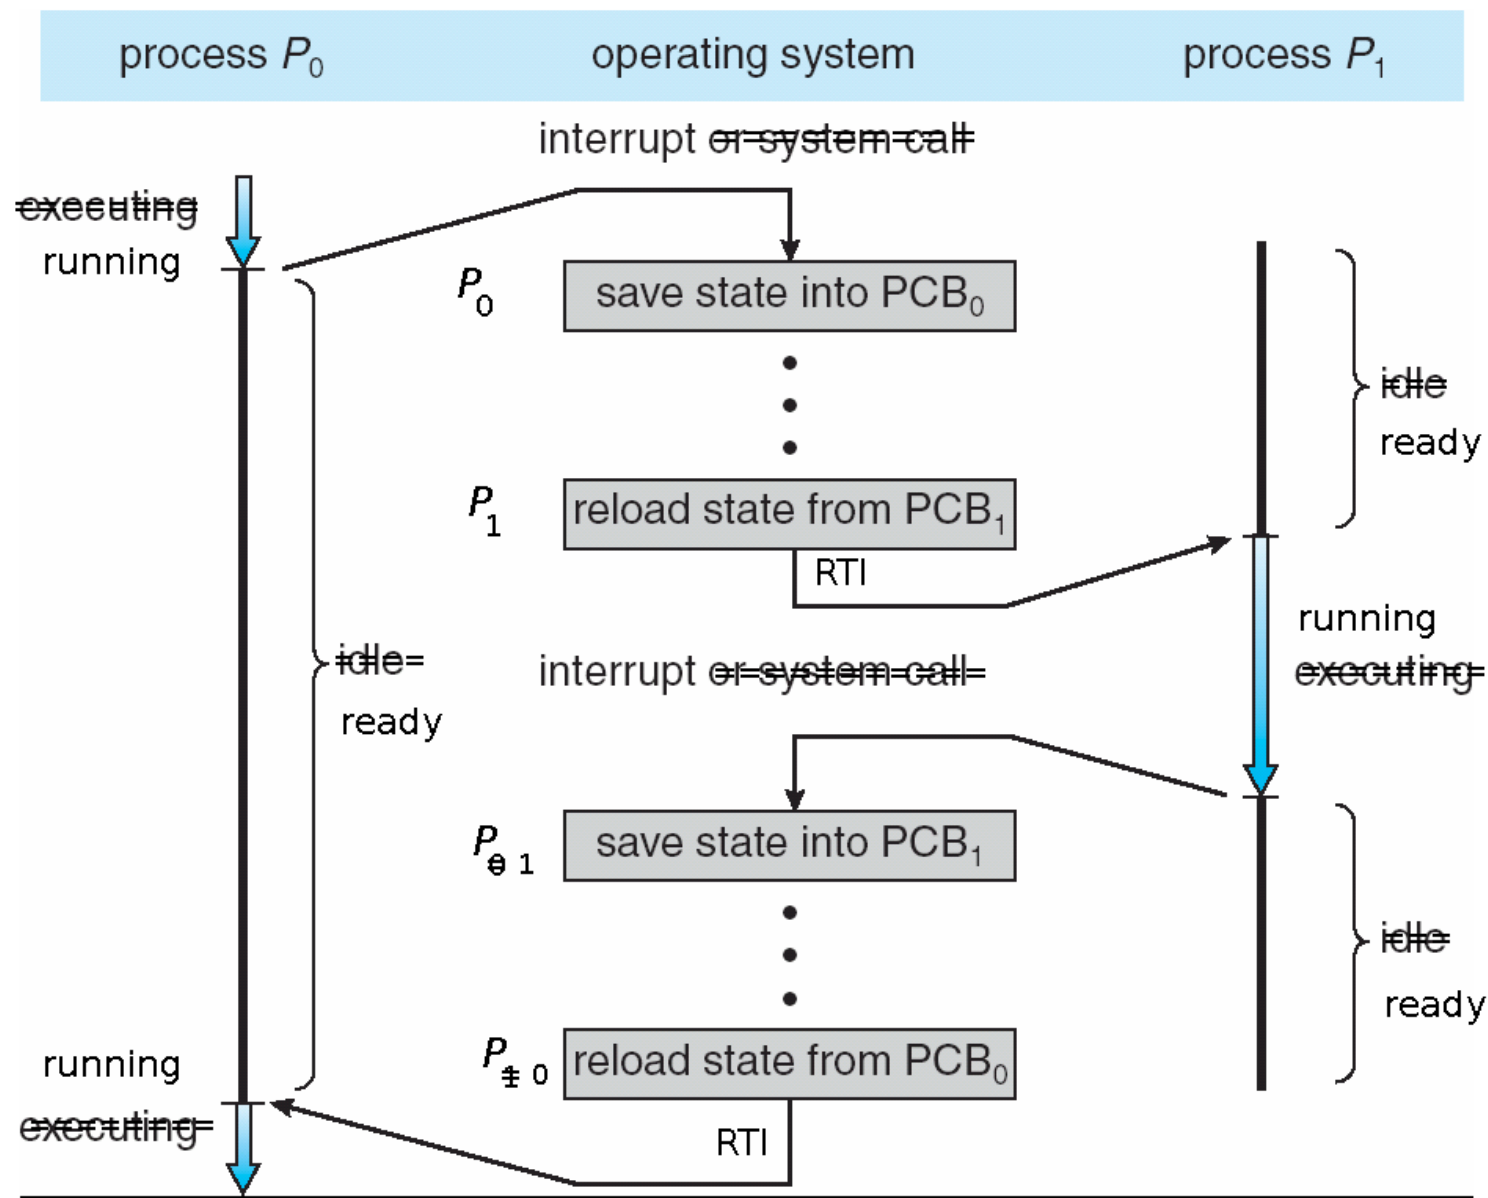 process P0
operating system
process P1
interrupt or system call
executing
running
P0
save state into PCB0
idle
ready
P1
reload state from PCB1
RTI
running
executing
interrupt or system call
idle
ready
P0 1
save state into PCB1
idle
ready
P1 0
reload state from PCB0
running
executing
RTI